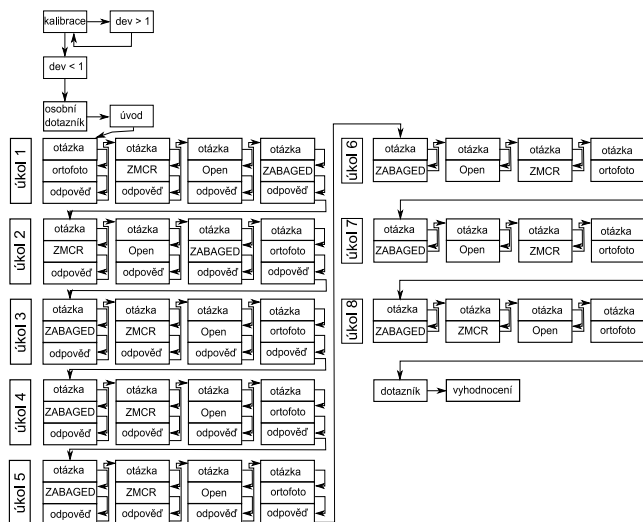 kalibrace
dev > 1
dev < 1
osobní
dotazník
úvod
úkol 1
otázka otázka otázka otázka
ortofoto ZMCR Open ZABAGED
odpověď odpověď odpověď odpověď
úkol 2
otázka otázka otázka otázka
ZMCR Open ZABAGED ortofoto
odpověď odpověď odpověď odpověď
úkol 3
otázka otázka otázka otázka
ZABAGED ZMCR Open ortofoto
odpověď odpověď odpověď odpověď
úkol 4
otázka otázka otázka otázka
ZABAGED ZMCR Open ortofoto
odpověď odpověď odpověď odpověď
úkol 5
otázka otázka otázka otázka
ZABAGED ZMCR Open ortofoto
odpověď odpověď odpověď odpověď
úkol 6
otázka otázka otázka otázka
ZABAGED Open ZMCR ortofoto
úkol 7
otázka otázka otázka otázka
ZABAGED Open ZMCR ortofoto
úkol 8
otázka otázka otázka otázka
ZABAGED ZMCR Open ortofoto
dotazník
vyhodnocení